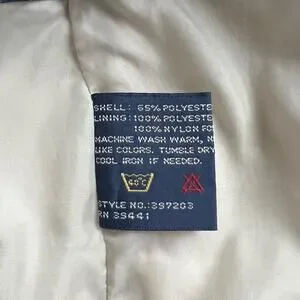 SHELL: 65% POLYESTE
LINING: 100% POLYESTE
100% NYLON FO
MACHINE WASH WARM, N
LIKE COLORS. TUMBLE DRY
COOL IRON IF NEEDED.
40°C
STYLE NO.: 397203
RN 39441